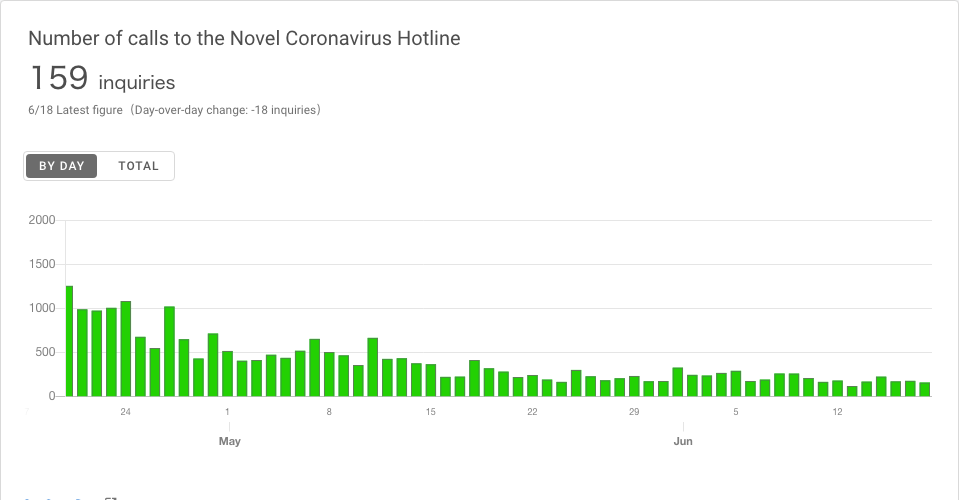 Number of calls to the Novel Coronavirus Hotline
159 inquiries
6/18 Latest figure（Day-over-day change: -18 inquiries）
BY DAY TOTAL
2000
1500
1000
500
0
24 1 8 15 22 29 5 12
May Jun